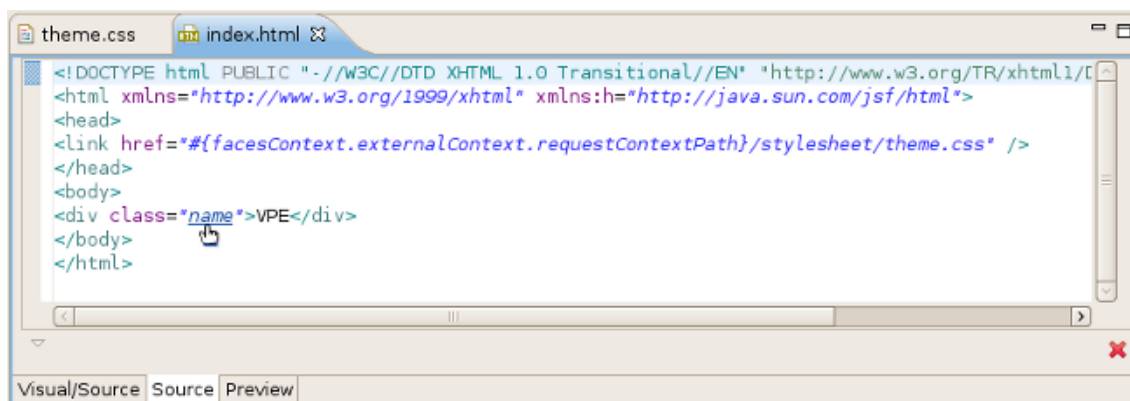 theme.css index.html
<!DOCTYPE html PUBLIC "-//W3C//DTD XHTML 1.0 Transitional//EN" "http://www.w3.org/TR/xhtml1/D
<html xmlns="http://www.w3.org/1999/xhtml" xmlns:h="http://java.sun.com/jsf/html">
<head>
<link href="#{facesContext.externalContext.requestContextPath}/stylesheet/theme.css" />
</head>
<body>
<div class="name">VPE</div>
</body>
</html>
Visual/Source Source Preview